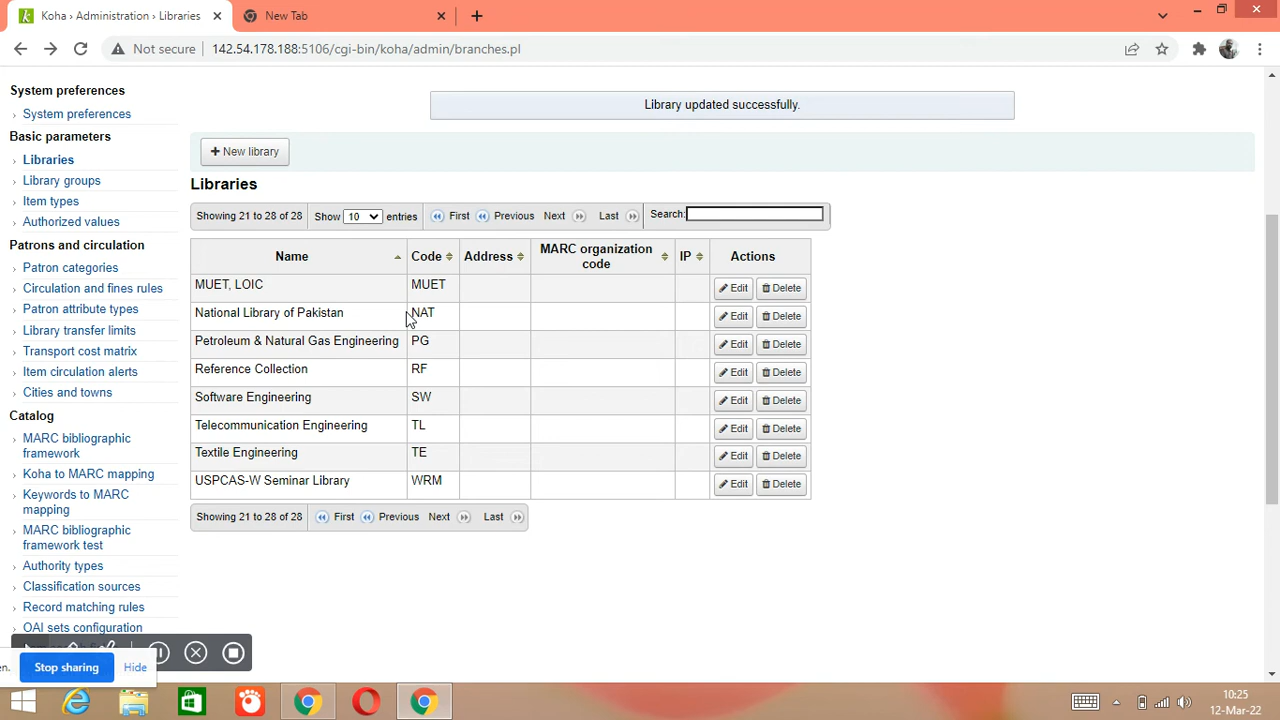 Koha › Administration › Libraries
New Tab
Not secure
142.54.178.188:5106/cgi-bin/koha/admin/branches.pl
System preferences
System preferences
Basic parameters
Libraries
Library groups
Item types
Authorized values
Patrons and circulation
Patron categories
Circulation and fines rules
Patron attribute types
Library transfer limits
Transport cost matrix
Item circulation alerts
Cities and towns
Catalog
MARC bibliographic
framework
Koha to MARC mapping
Keywords to MARC
mapping
MARC bibliographic
framework test
Authority types
Classification sources
Record matching rules
OAI sets configuration
Library updated successfully.
+ New library
Libraries
Showing 21 to 28 of 28 Show 10 entries First Previous Next Last Search:
Name Code Address MARC organization code IP Actions
MUET, LOIC MUET Edit Delete
National Library of Pakistan NAT Edit Delete
Petroleum & Natural Gas Engineering PG Edit Delete
Reference Collection RF Edit Delete
Software Engineering SW Edit Delete
Telecommunication Engineering TL Edit Delete
Textile Engineering TE Edit Delete
USPCAS-W Seminar Library WRM Edit Delete
Showing 21 to 28 of 28 First Previous Next Last
en. Stop sharing Hide
10:25
12-Mar-22